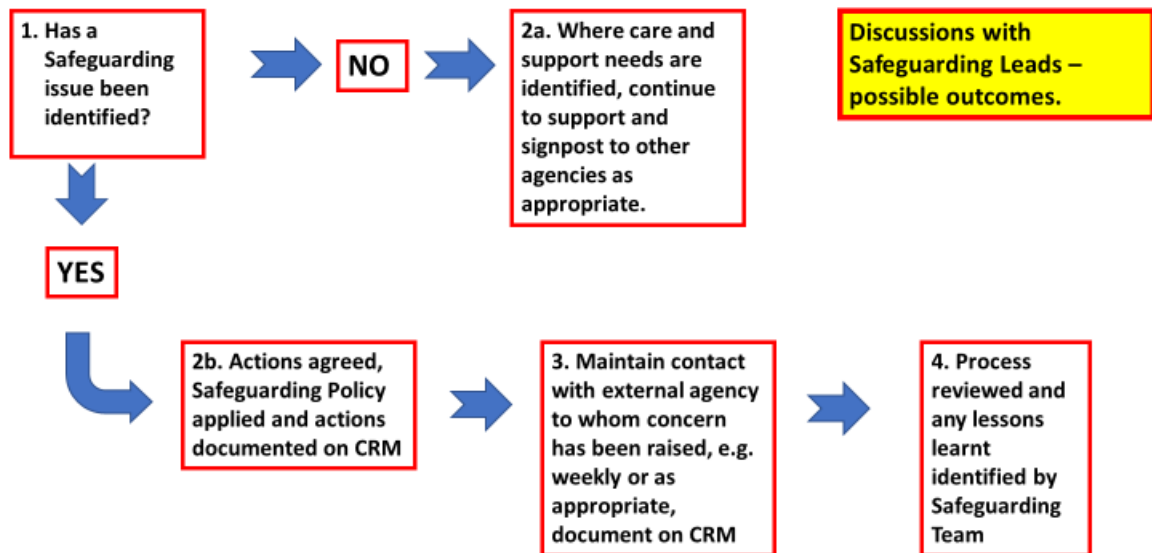 1. Has a
Safeguarding
issue been
identified?
NO
2a. Where care and
support needs are
identified, continue
to support and
signpost to other
agencies as
appropriate.
Discussions with
Safeguarding Leads –
possible outcomes.
YES
2b. Actions agreed,
Safeguarding Policy
applied and actions
documented on CRM
3. Maintain contact
with external agency
to whom concern
has been raised, e.g.
weekly or as
appropriate,
document on CRM
4. Process
reviewed and
any lessons
learnt
identified by
Safeguarding
Team